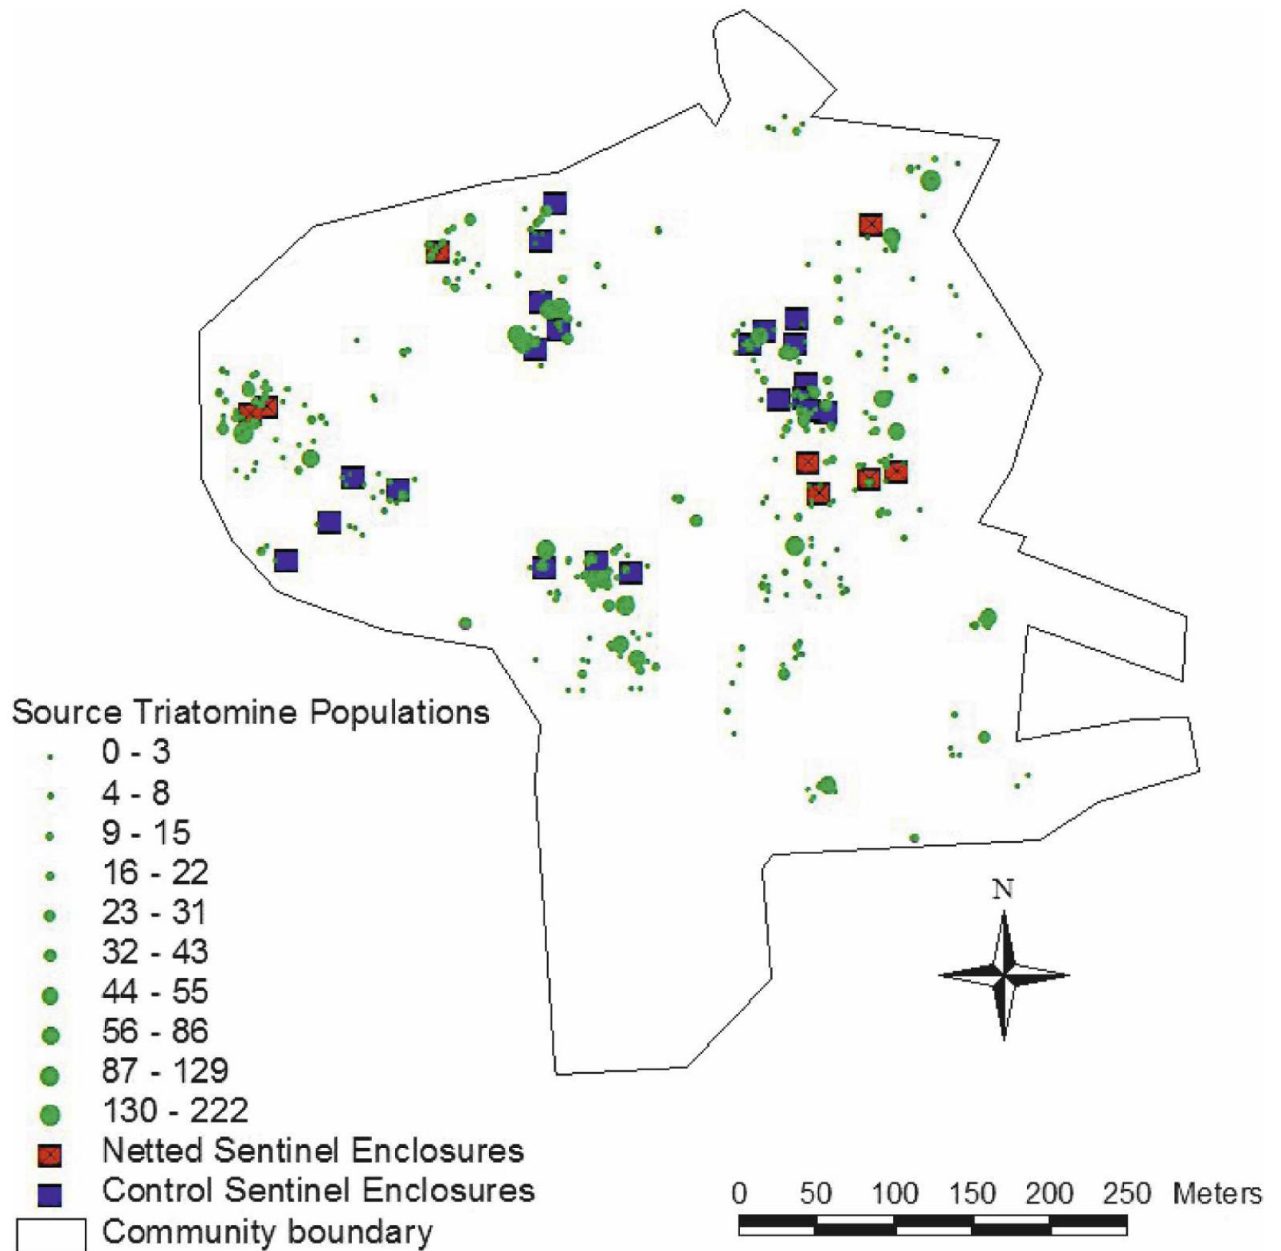 Source Triatomine Populations
0 - 3
4 - 8
9 - 15
16 - 22
23 - 31
32 - 43
44 - 55
56 - 86
87 - 129
130 - 222
Netted Sentinel Enclosures
Control Sentinel Enclosures
Community boundary
N
0 50 100 150 200 250 Meters